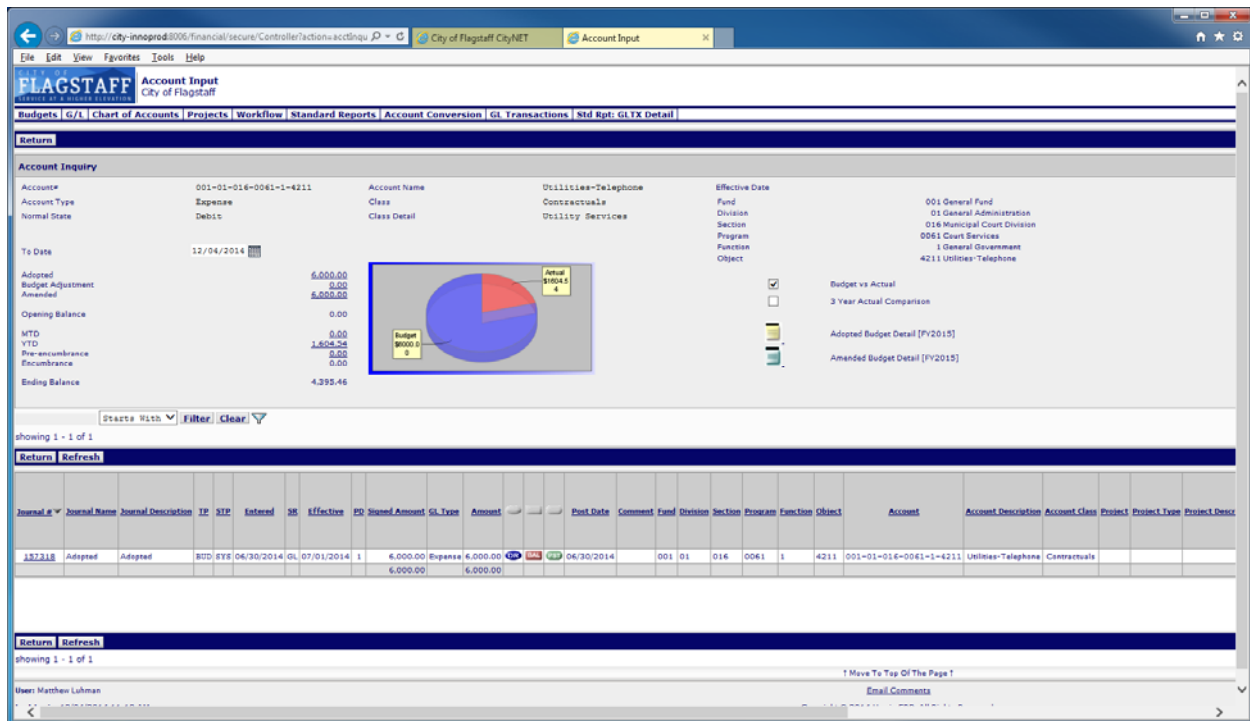 http://city-innoprod:8006/financial/secure/Controller?action=acctInqu
City of Flagstaff CityNET
Account Input
File Edit View Favorites Tools Help
CITY OF
FLAGSTAFF
SERVICE AT A HIGHER ELEVATION
Account Input
City of Flagstaff
Budgets G/L Chart of Accounts Projects Workflow Standard Reports Account Conversion GL Transactions Std Rpt: GLTX Detail
Return
Account Inquiry
Account# 001-01-016-0061-1-4211 Account Name Utilities-Telephone Effective Date
Account Type Expense Class Contractuals Fund 001 General Fund
Normal State Debit Class Detail Utility Services Division 01 General Administration
Section 016 Municipal Court Division
Program 0061 Court Services
Function 1 General Government
To Date 12/04/2014 Object 4211 Utilities-Telephone
Adopted 6,000.00
Budget Adjustment 0.00
Amended 6,000.00
Opening Balance 0.00
MTD 0.00
YTD 1,604.54
Pre-encumbrance 0.00
Encumbrance 0.00
Ending Balance 4,395.46
Actual
$1604.5
4
Budget
$6000.0
0
Budget vs Actual
3 Year Actual Comparison
Adopted Budget Detail [FY2015]
Amended Budget Detail [FY2015]
Starts With Filter Clear
showing 1 - 1 of 1
Return Refresh
Journal # Journal Name Journal Description TP STP Entered SR Effective PD Signed Amount GL Type Amount Post Date Comment Fund Division Section Program Function Object Account Account Description Account Class Project Project Type Project Descr
157318 Adopted Adopted BUD SYS 06/30/2014 GL 07/01/2014 1 6,000.00 Expense 6,000.00 DR BAL PST 06/30/2014 001 01 016 0061 1 4211 001-01-016-0061-1-4211 Utilities-Telephone Contractuals
6,000.00 6,000.00
Return Refresh
showing 1 - 1 of 1
↑ Move To Top Of The Page ↑
User: Matthew Luhman Email Comments